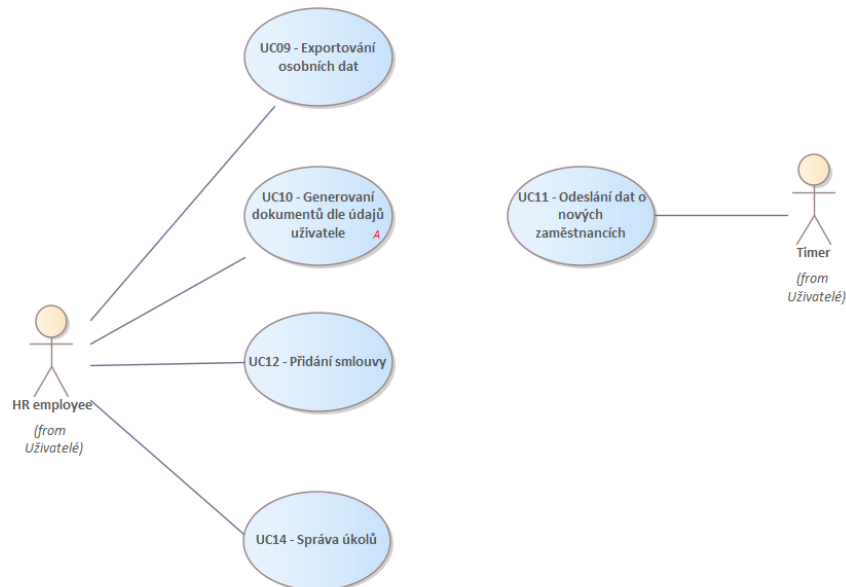 UC09 - Exportování
osobních dat
UC10 - Generovaní
dokumentů dle údajů
uživatele
A
UC11 - Odeslání dat o
nových
zaměstnancích
Timer
(from
Uživatelé)
UC12 - Přidání smlouvy
HR employee
(from
Uživatelé)
UC14 - Správa úkolů